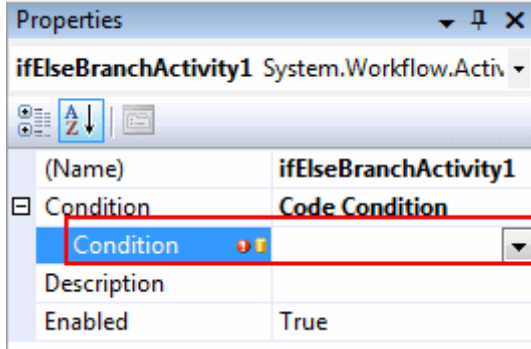 Properties
ifElseBranchActivity1 System.Workflow.Activ
(Name) ifElseBranchActivity1
Condition Code Condition
Condition
Description
Enabled True